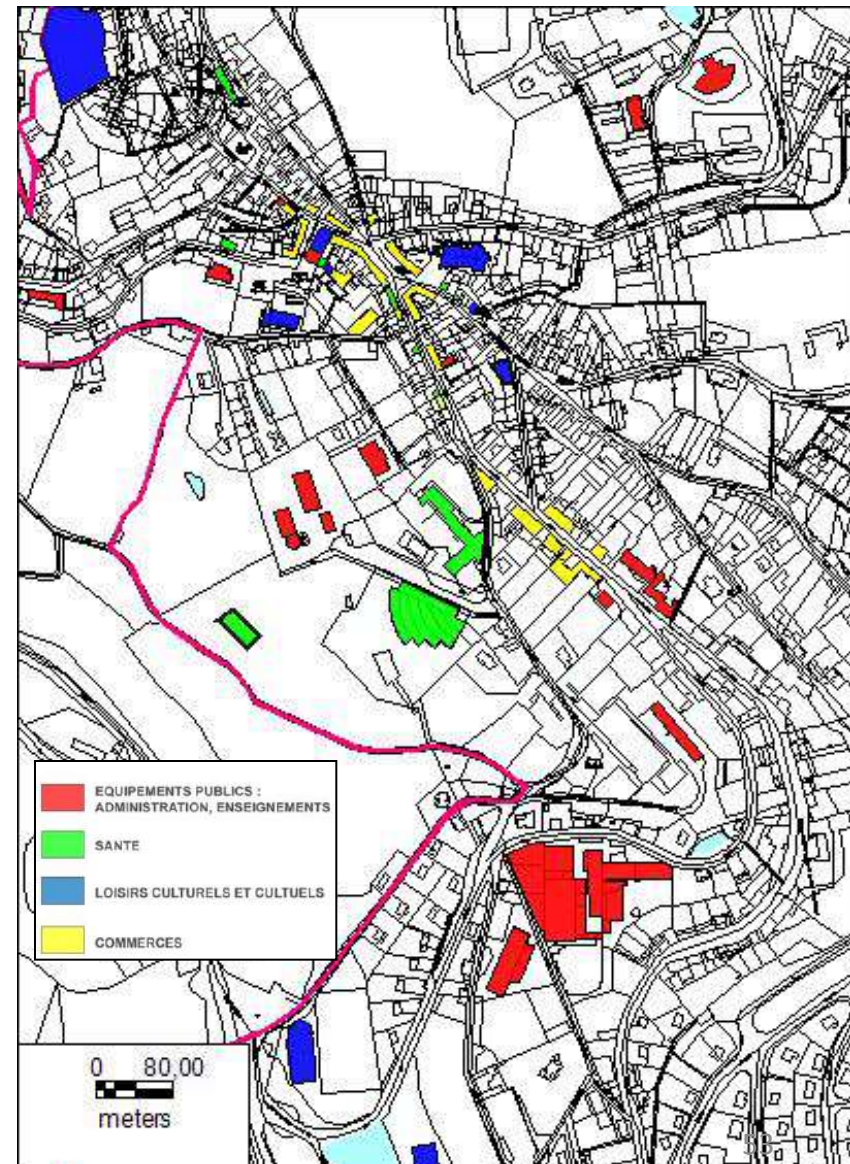 EQUIPEMENTS PUBLICS :
ADMINISTRATION, ENSEIGNEMENTS
SANTE
LOISIRS CULTURELS ET CULTUELS
COMMERCES
0 80,00
meters